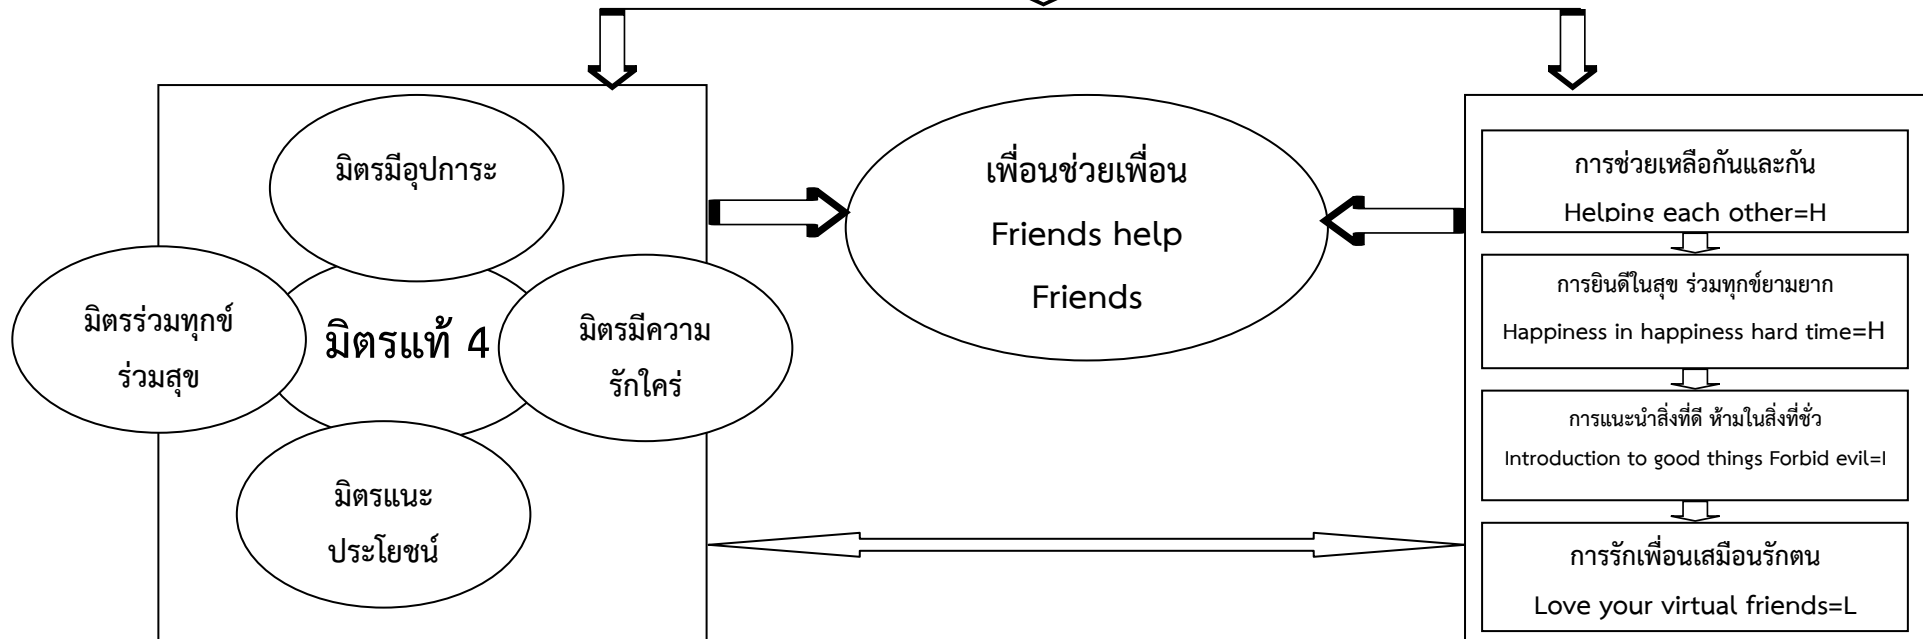 มิตรมีอุปการะ
มิตรร่วมทุกข์
ร่วมสุข
มิตรแท้ 4
มิตรมีความ
รักใคร่
มิตรแนะ
ประโยชน์
เพื่อนช่วยเพื่อน
Friends help
Friends
การช่วยเหลือกันและกัน
Helping each other=H
การยินดีในสุข ร่วมทุกข์ยามยาก
Happiness in happiness hard time=H
การแนะนำสิ่งที่ดี ห้ามในสิ่งที่ชั่ว
Introduction to good things Forbid evil=I
การรักเพื่อนเสมือนรักตน
Love your virtual friends=L